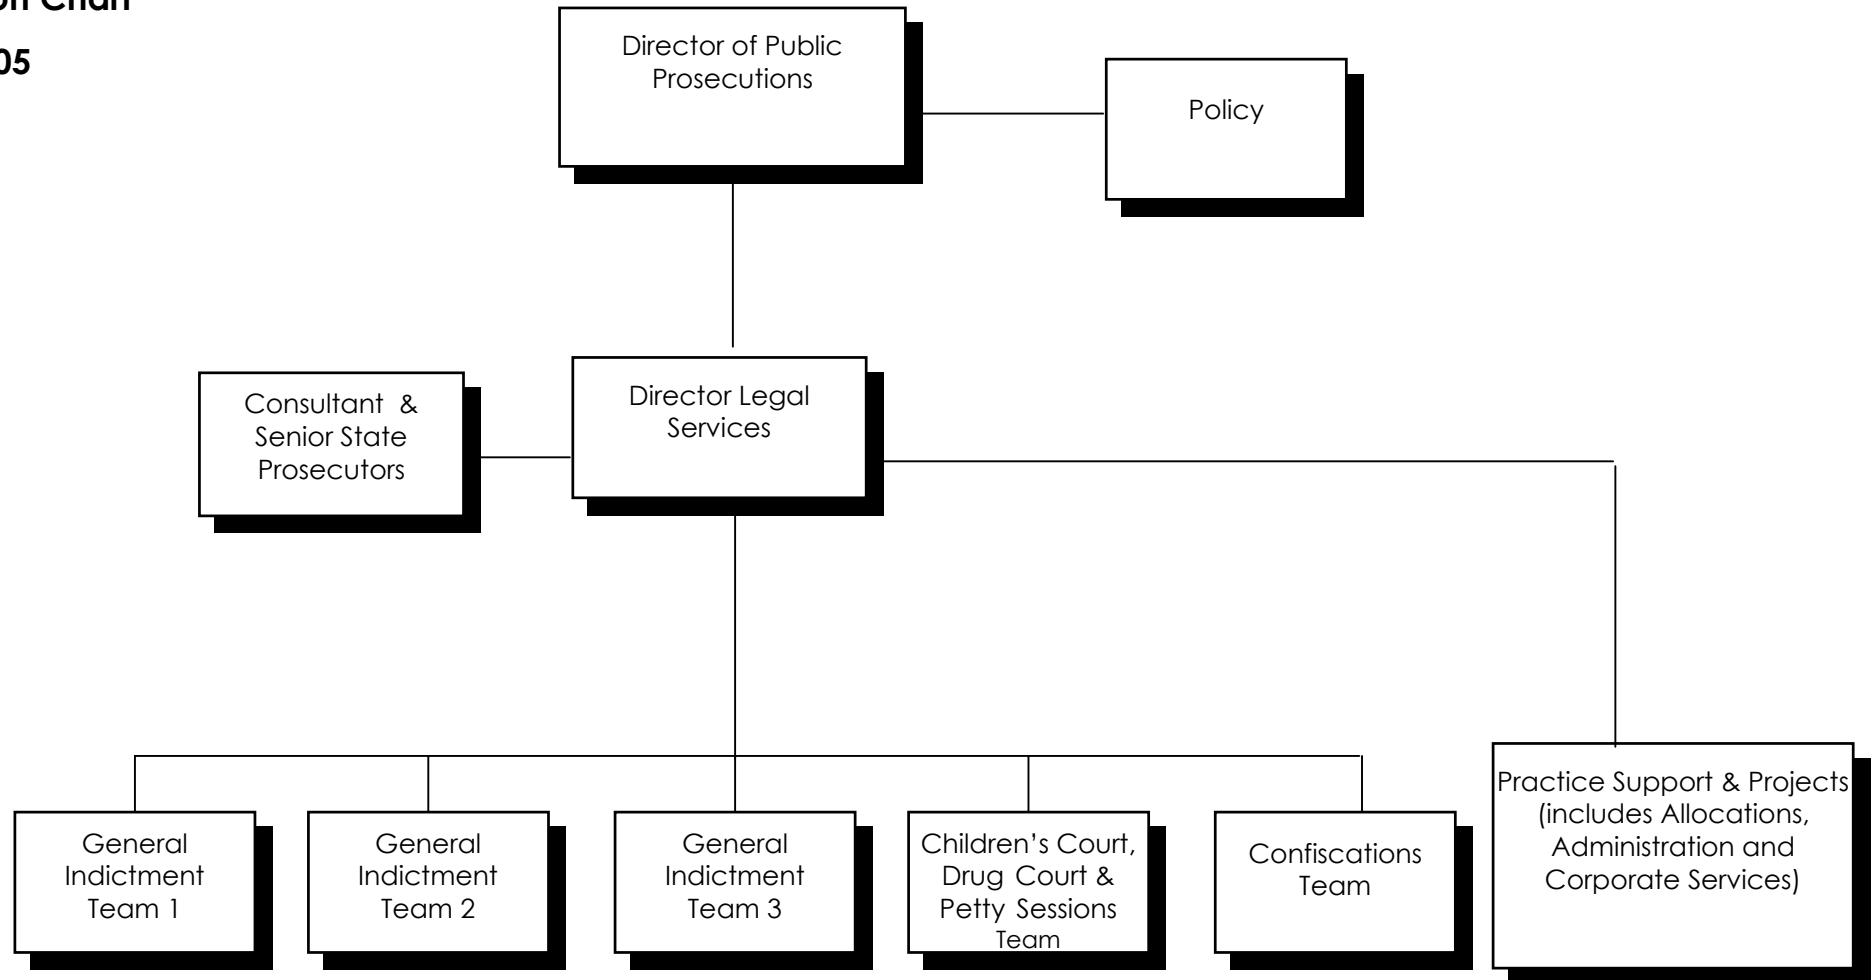 05
Director of Public
Prosecutions
Policy
Consultant & 
Senior State
Prosecutors
Director Legal
Services
General
Indictment
Team 1
General
Indictment
Team 2
General
Indictment
Team 3
Children’s Court,
Drug Court &
Petty Sessions
Team
Confiscations
Team
Practice Support & Projects
(includes Allocations,
Administration and
Corporate Services)